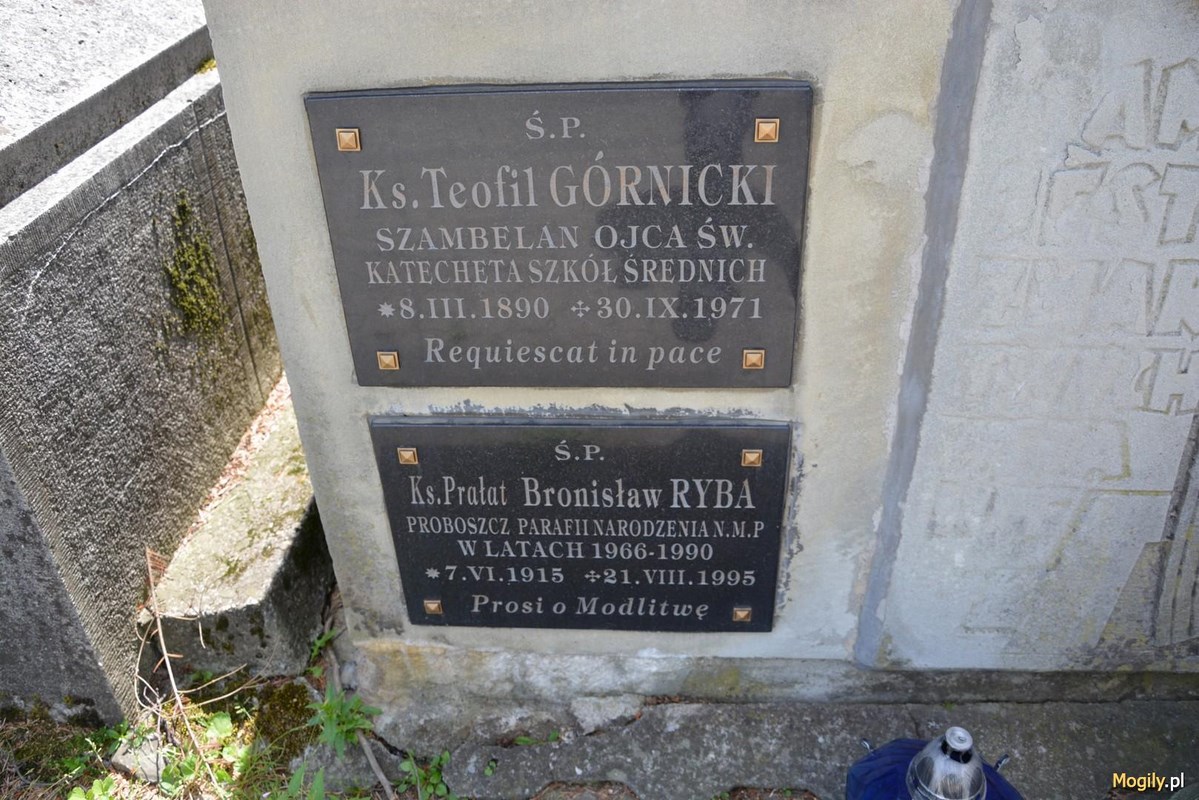 Ś.P.
Ks. Teofil GÓRNICKI
SZAMBELAN OJCA ŚW.
KATECHETA SZKÓŁ ŚREDNICH
*8.III.1890 ✢30.IX.1971
Requiescat in pace
Ś.P.
Ks. Prałat Bronisław RYBA
PROBOSZCZ PARAFII NARODZENIA N.M.P
W LATACH 1966-1990
*7.VI.1915 ✢21.VIII.1995
Prosi o Modlitwę
Mogily.pl